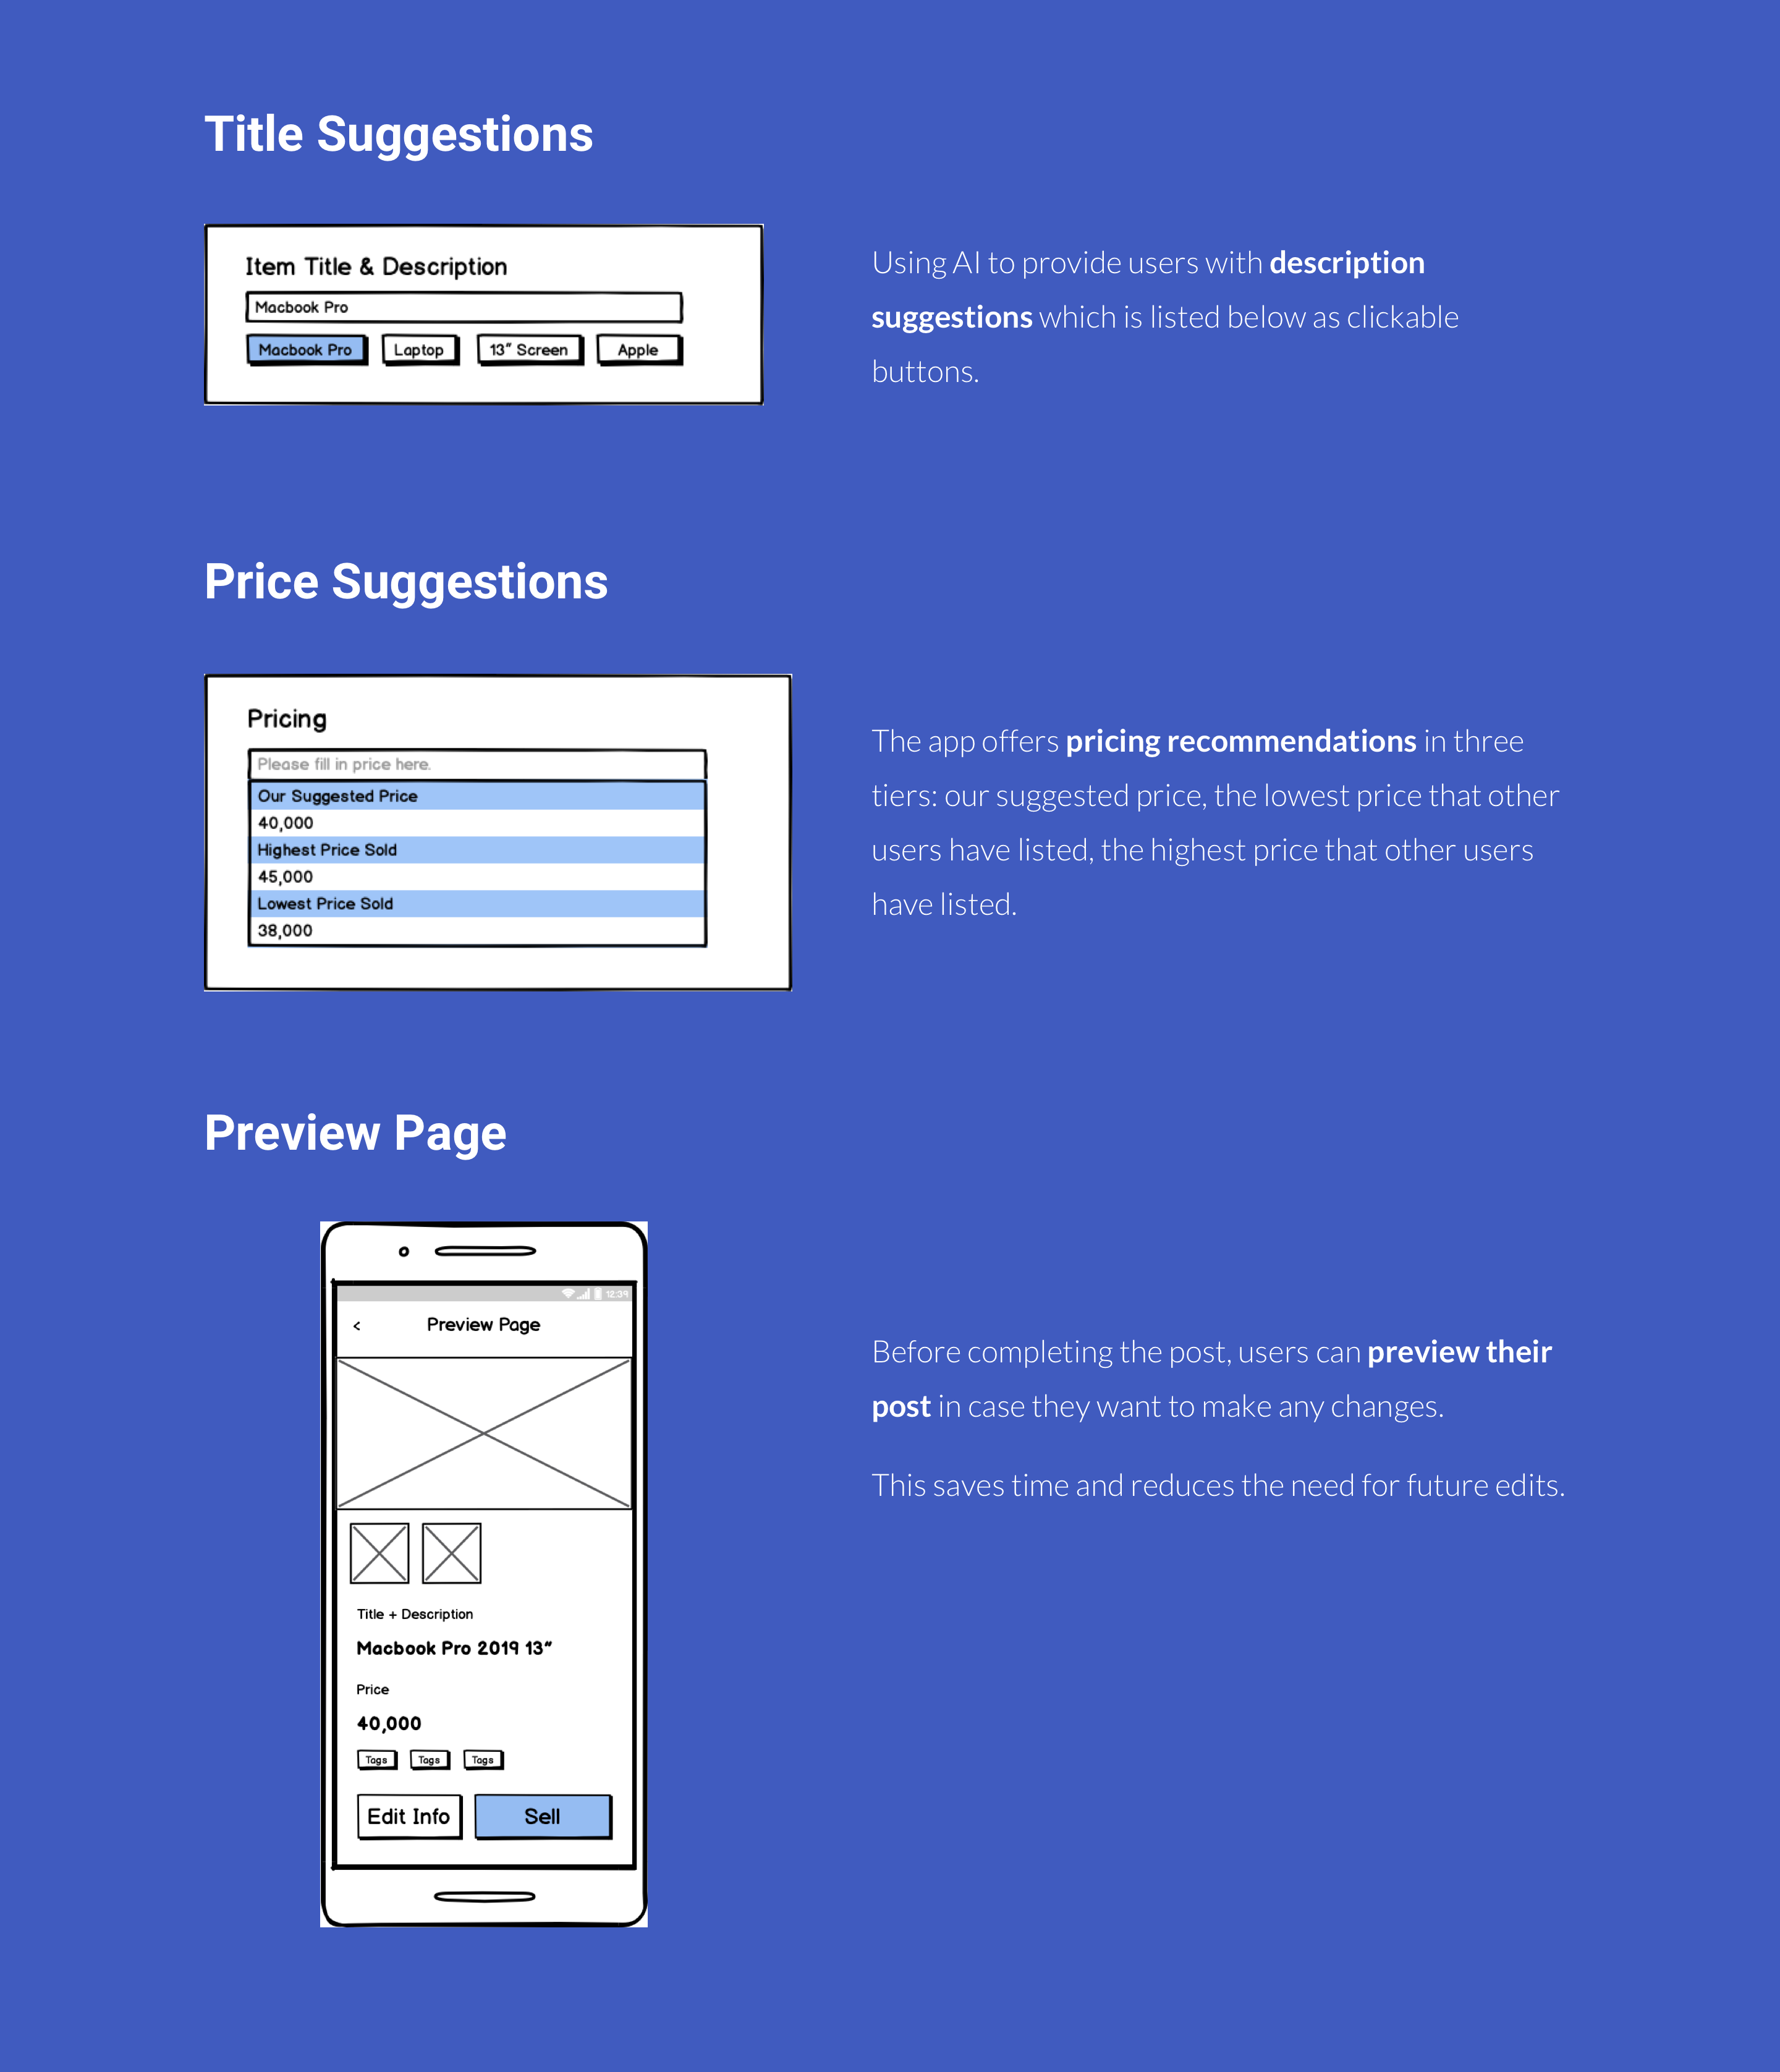 Title Suggestions
Item Title & Description
Macbook Pro
Macbook Pro Laptop 13" Screen Apple
Using AI to provide users with description
suggestions which is listed below as clickable
buttons.
Price Suggestions
Pricing
Please fill in price here.
Our Suggested Price
40,000
Highest Price Sold
45,000
Lowest Price Sold
38,000
The app offers pricing recommendations in three
tiers: our suggested price, the lowest price that other
users have listed, the highest price that other users
have listed.
Preview Page
12:39
< Preview Page
Title + Description
Macbook Pro 2019 13"
Price
40,000
Tags Tags Tags
Edit Info Sell
Before completing the post, users can preview their
post in case they want to make any changes.
This saves time and reduces the need for future edits.